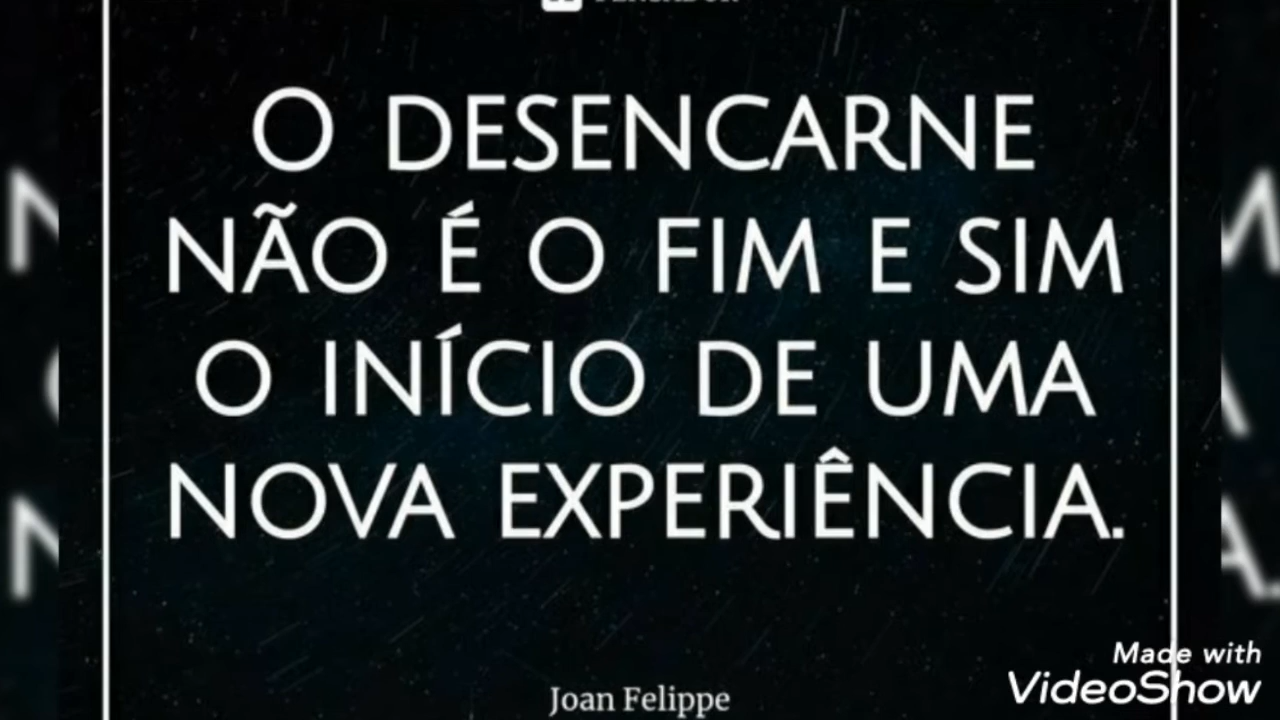 O DESENCARNE
NÃO É O FIM E SIM
O INÍCIO DE UMA
NOVA EXPERIÊNCIA.
Joan Felippe
Made with
VideoShow